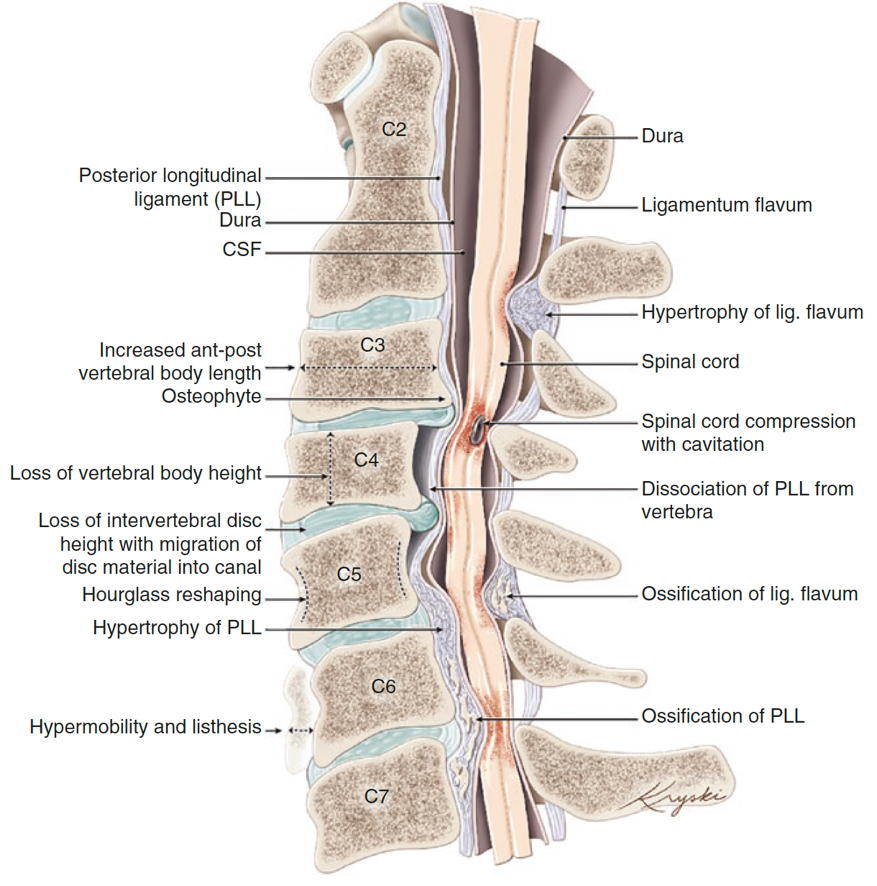 C2
Posterior longitudinal
ligament (PLL)
Dura
CSF
Increased ant-post
vertebral body length
Osteophyte
C3
Loss of vertebral body height
C4
Loss of intervertebral disc
height with migration of
disc material into canal
Hourglass reshaping
C5
Hypertrophy of PLL
C6
Hypermobility and listhesis
C7
Dura
Ligamentum flavum
Hypertrophy of lig. flavum
Spinal cord
Spinal cord compression
with cavitation
Dissociation of PLL from
vertebra
Ossification of lig. flavum
Ossification of PLL
Kryski